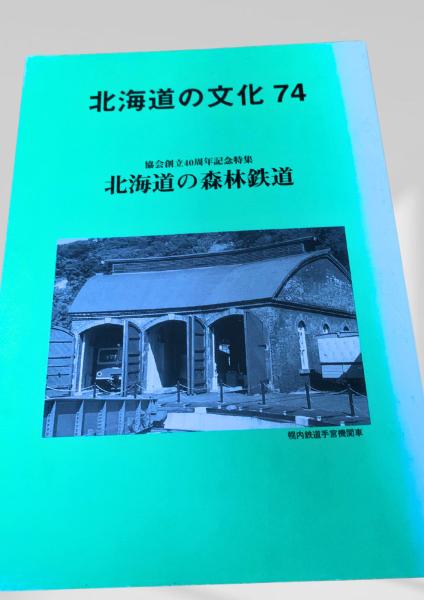 北海道の文化 74
協会創立40周年記念特集
北海道の森林鉄道
幌内鉄道手宮機関車